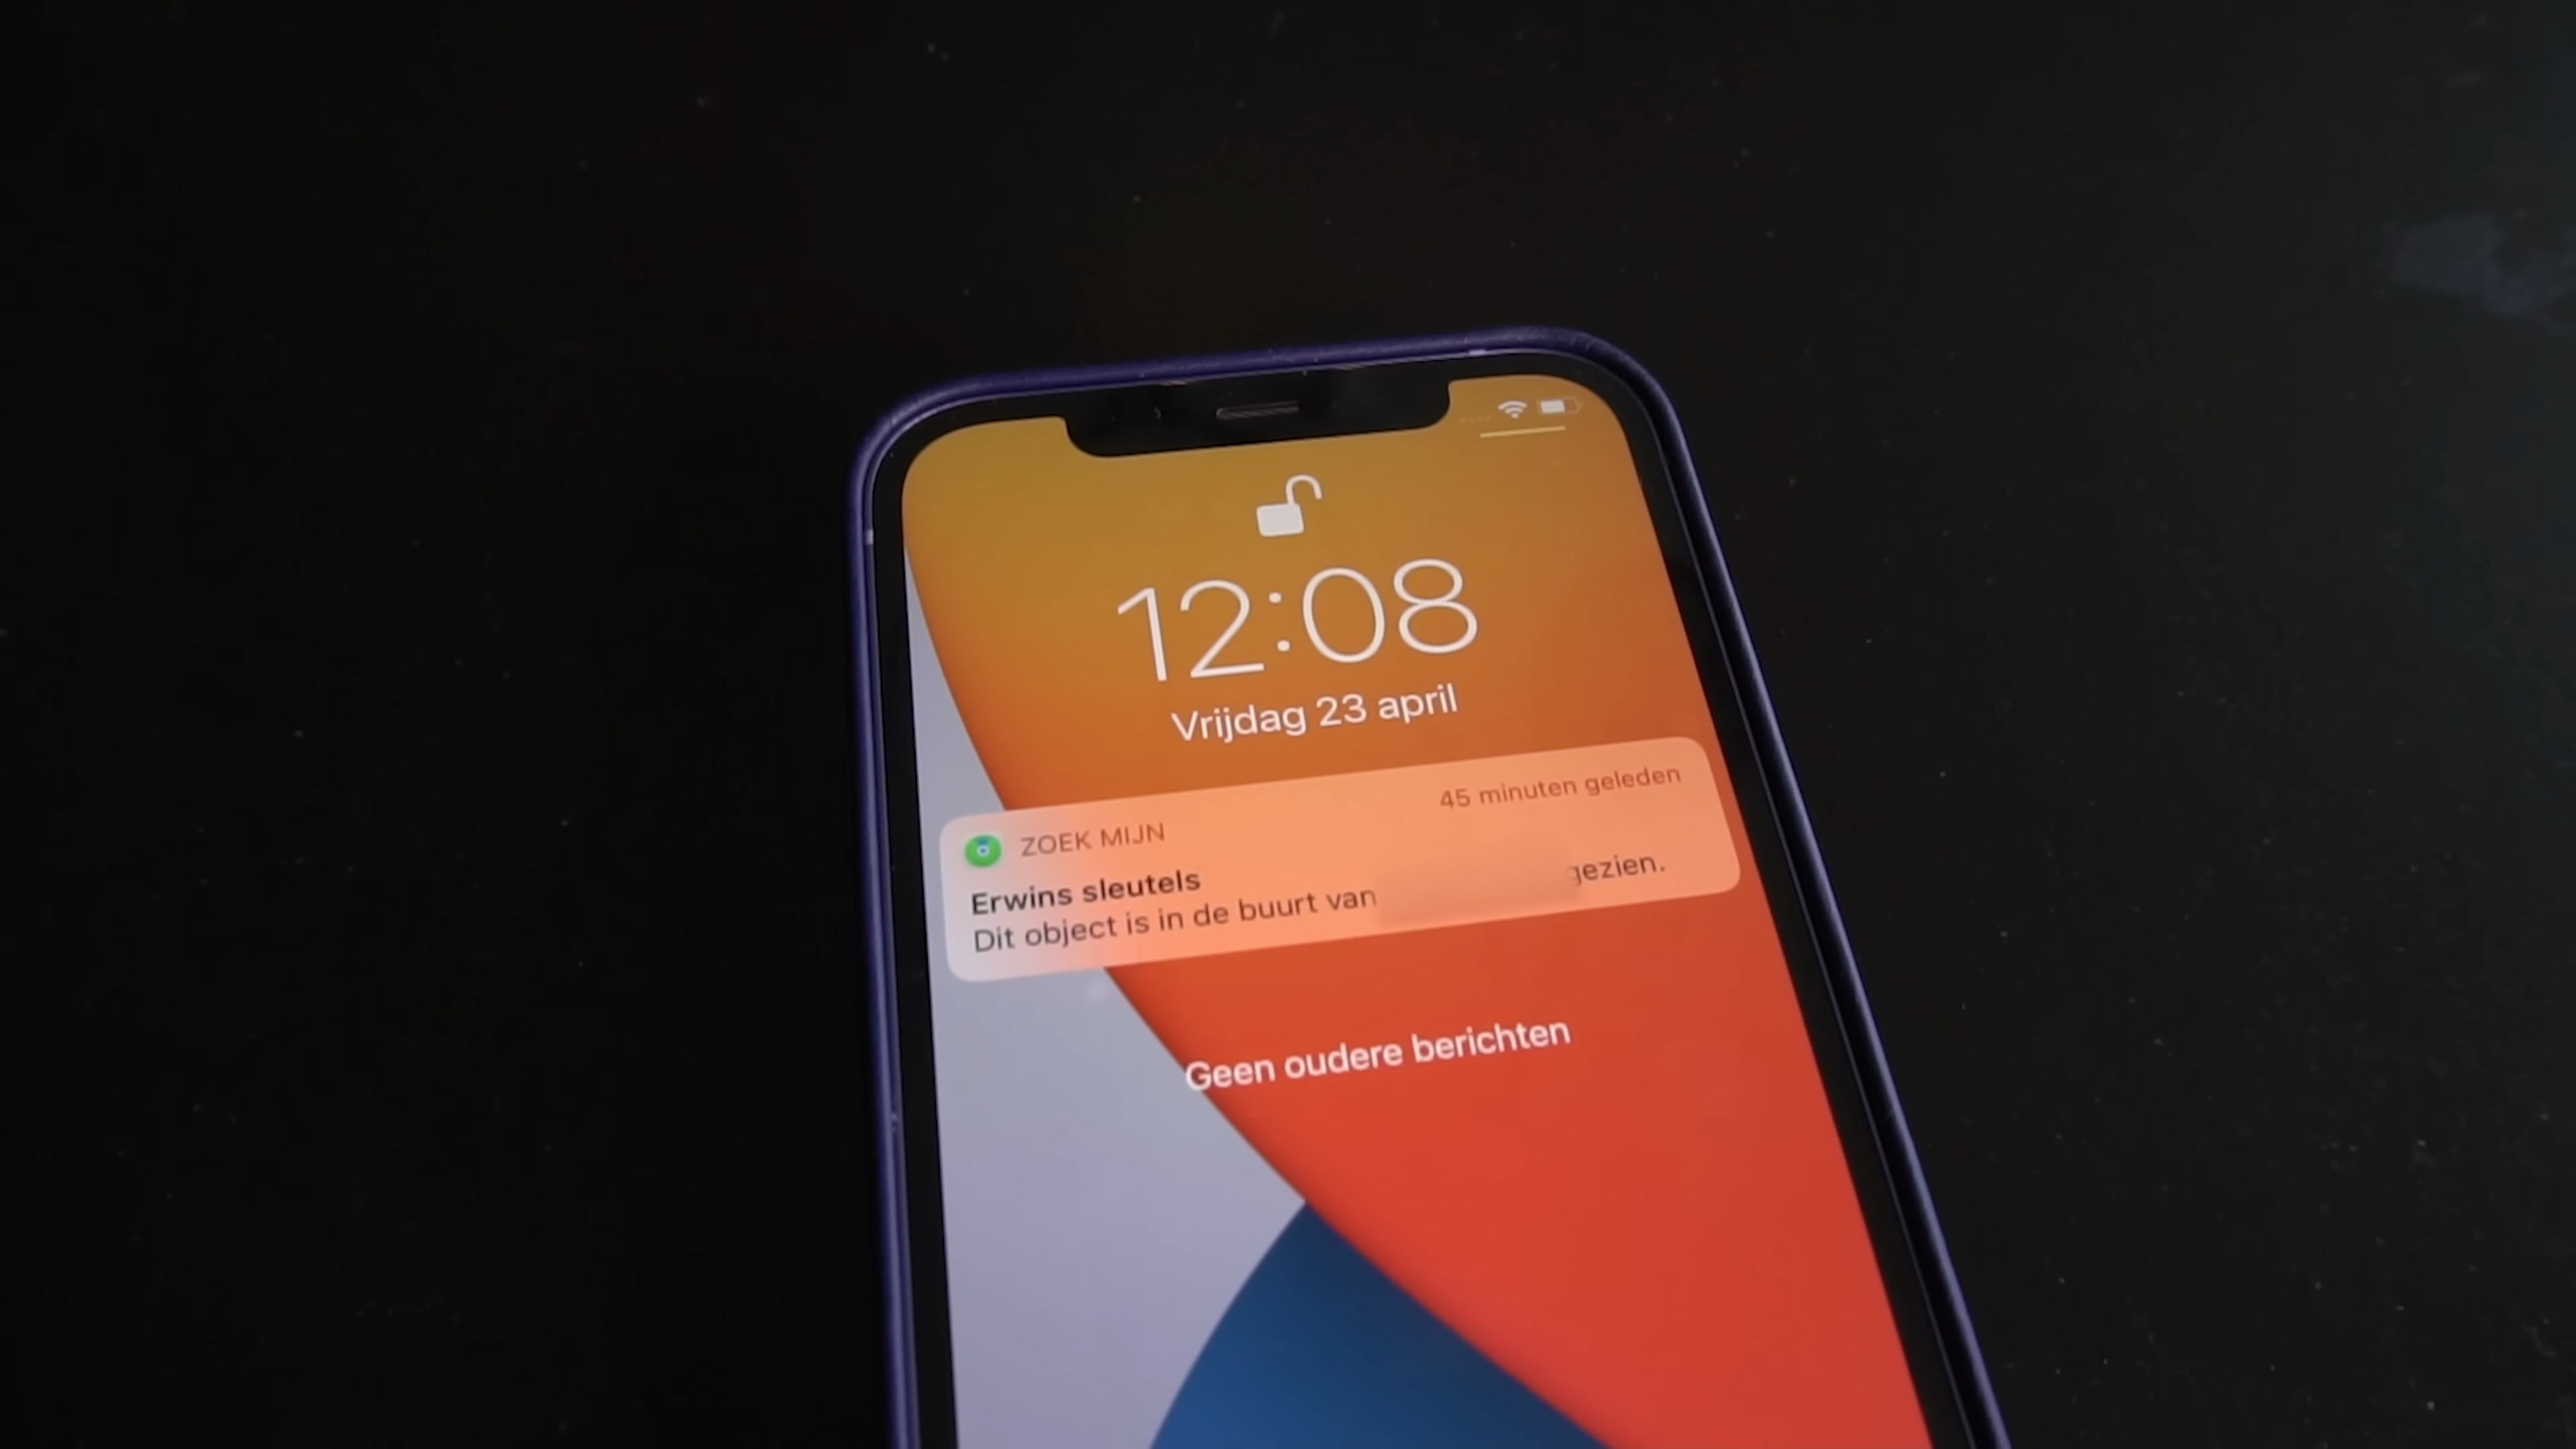 12:08
Vrijdag 23 april
ZOEK MIJN
45 minuten geleden
Erwins sleutels
Dit object is in de buurt van gezien.
Geen oudere berichten